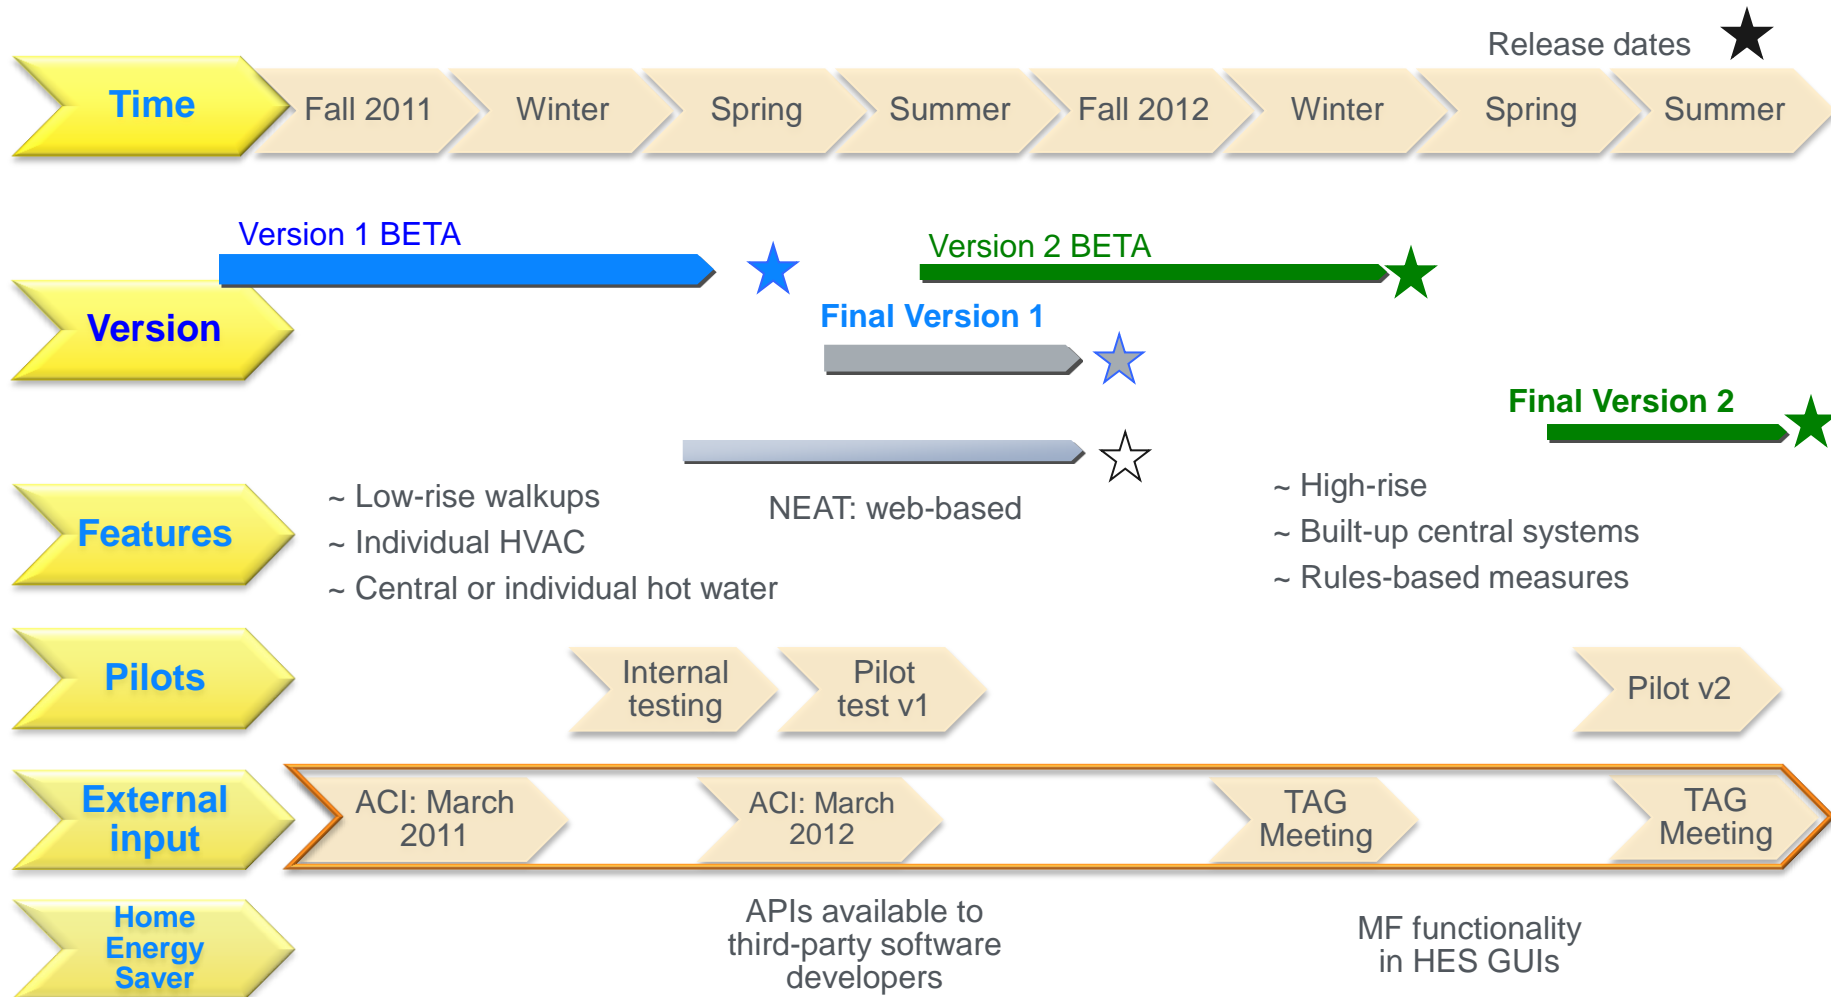 Release dates
Time
Fall 2011
Winter
Spring
Summer
Fall 2012
Winter
Spring
Summer
Version 1 BETA
Version 2 BETA
Version
Final Version 1
Final Version 2
Features
~ Low-rise walkups
~ Individual HVAC
~ Central or individual hot water
NEAT: web-based
~ High-rise
~ Built-up central systems
~ Rules-based measures
Pilots
Internal
testing
Pilot
test v1
Pilot v2
External
input
ACI: March
2011
ACI: March
2012
TAG
Meeting
TAG
Meeting
Home
Energy
Saver
APIs available to
third-party software
developers
MF functionality
in HES GUIs